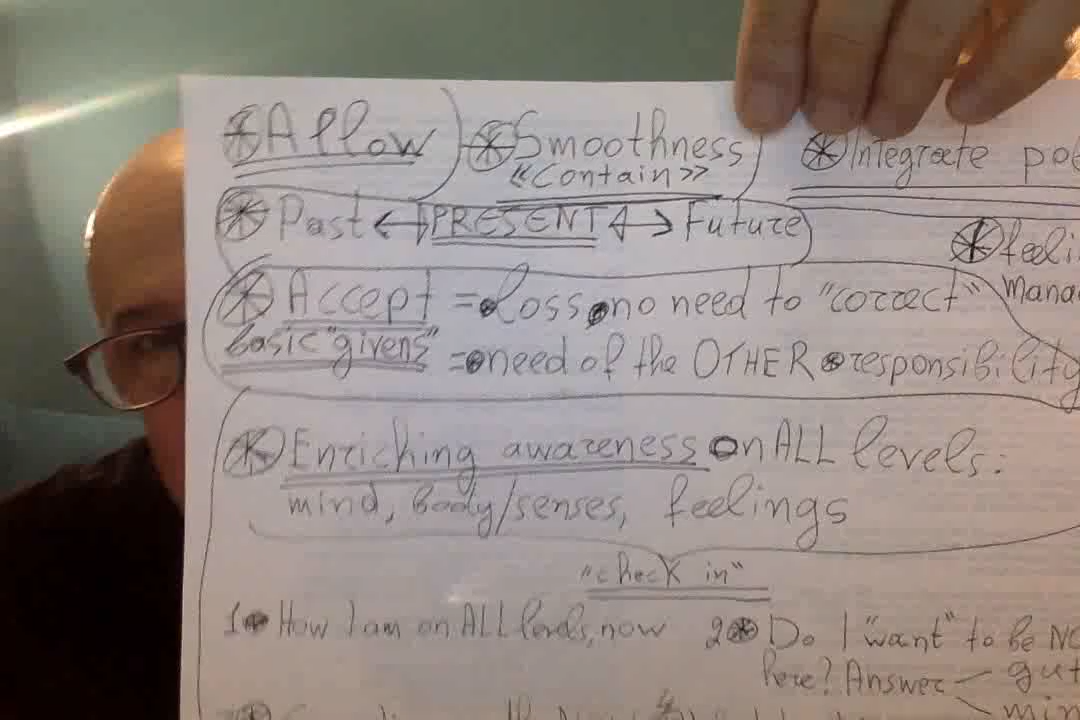 Allow
Smoothness
«Contain»
Integrate
Past ↔ PRESENT ↔ Future
Accept = • Loss • no need to "correct"
basic "givens" = • need of the OTHER • responsibility
Enriching awareness on ALL levels:
mind, body/senses, feelings
"check in"
1 • How I am on ALL levels, now
2 Do I "want" to be
here? Answer